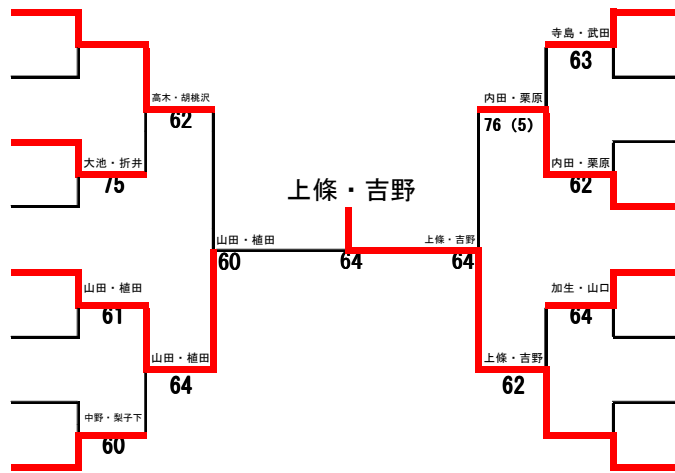 高木・胡桃沢
62
大池・折井
75
山田・植田
61
山田・植田
64
中野・梨子下
60
山田・植田
60
上條・吉野
64
上條・吉野
64
寺島・武田
63
内田・栗原
76（5）
内田・栗原
62
加生・山口
64
上條・吉野
62